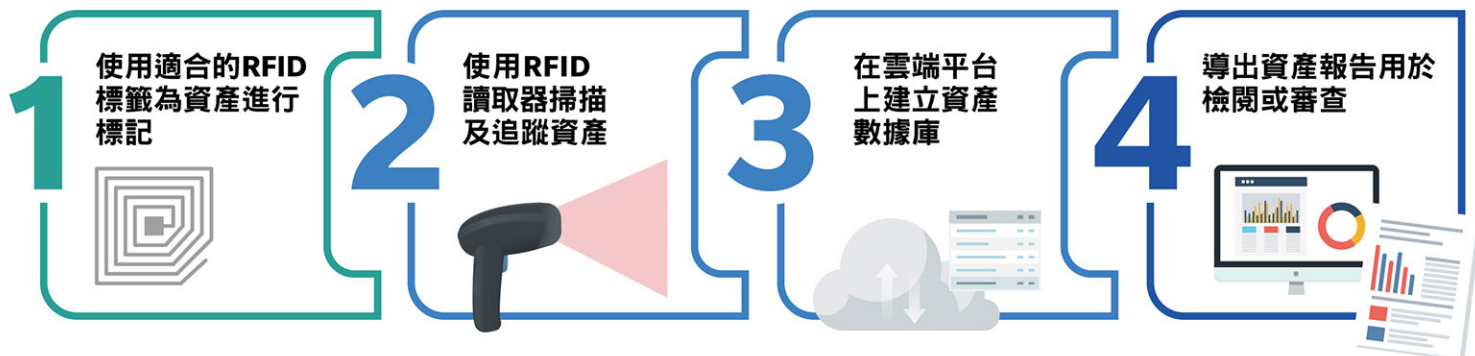 1
使用適合的RFID
標籤為資產進行
標記
2
使用RFID
讀取器掃描
及追蹤資產
3
在雲端平台
上建立資產
數據庫
4
導出資產報告用於
檢閱或審查